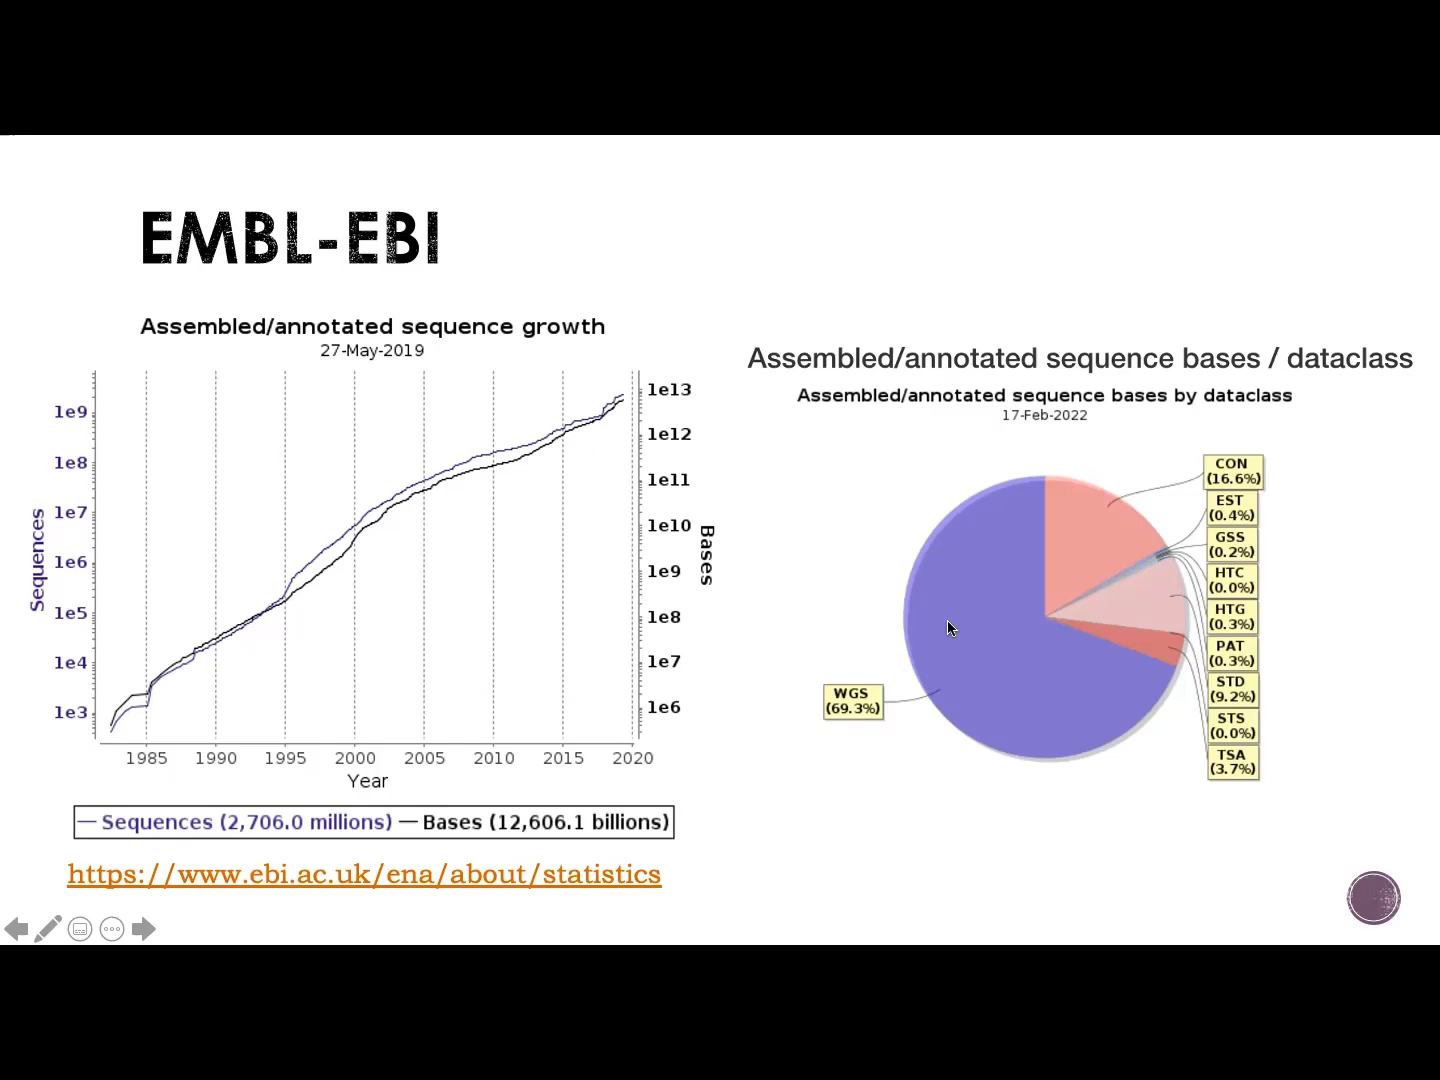 EMBL-EBI
Assembled/annotated sequence growth
27-May-2019
1e9
1e8
1e7
1e6
1e5
1e4
1e3
Sequences
1e13
1e12
1e11
1e10
1e9
1e8
1e7
1e6
Bases
1985 1990 1995 2000 2005 2010 2015 2020
Year
Sequences (2,706.0 millions) Bases (12,606.1 billions)
https://www.ebi.ac.uk/ena/about/statistics
Assembled/annotated sequence bases / dataclass
Assembled/annotated sequence bases by dataclass
17-Feb-2022
CON
(16.6%)
EST
(0.4%)
GSS
(0.2%)
HTC
(0.0%)
HTG
(0.3%)
PAT
(0.3%)
STD
(9.2%)
STS
(0.0%)
TSA
(3.7%)
WGS
(69.3%)